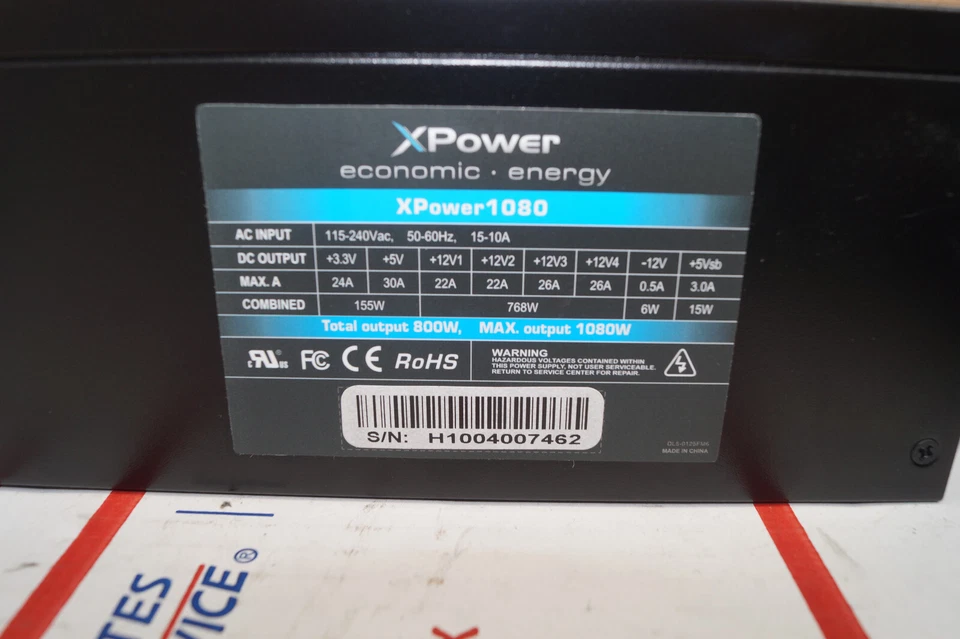 XPower
economic · energy
XPower1080
AC INPUT 115-240Vac, 50-60Hz, 15-10A
DC OUTPUT +3.3V +5V +12V1 +12V2 +12V3 +12V4 -12V +5Vsb
MAX. A 24A 30A 22A 22A 26A 26A 0.5A 3.0A
COMBINED 155W 768W 6W 15W
Total output 800W, MAX. output 1080W
c RU us FC CE RoHS
WARNING
HAZARDOUS VOLTAGES CONTAINED WITHIN
THIS POWER SUPPLY, NOT USER SERVICEABLE.
RETURN TO SERVICE CENTER FOR REPAIR.
S/N: H1004007462
MADE IN CHINA
TES
VICE®